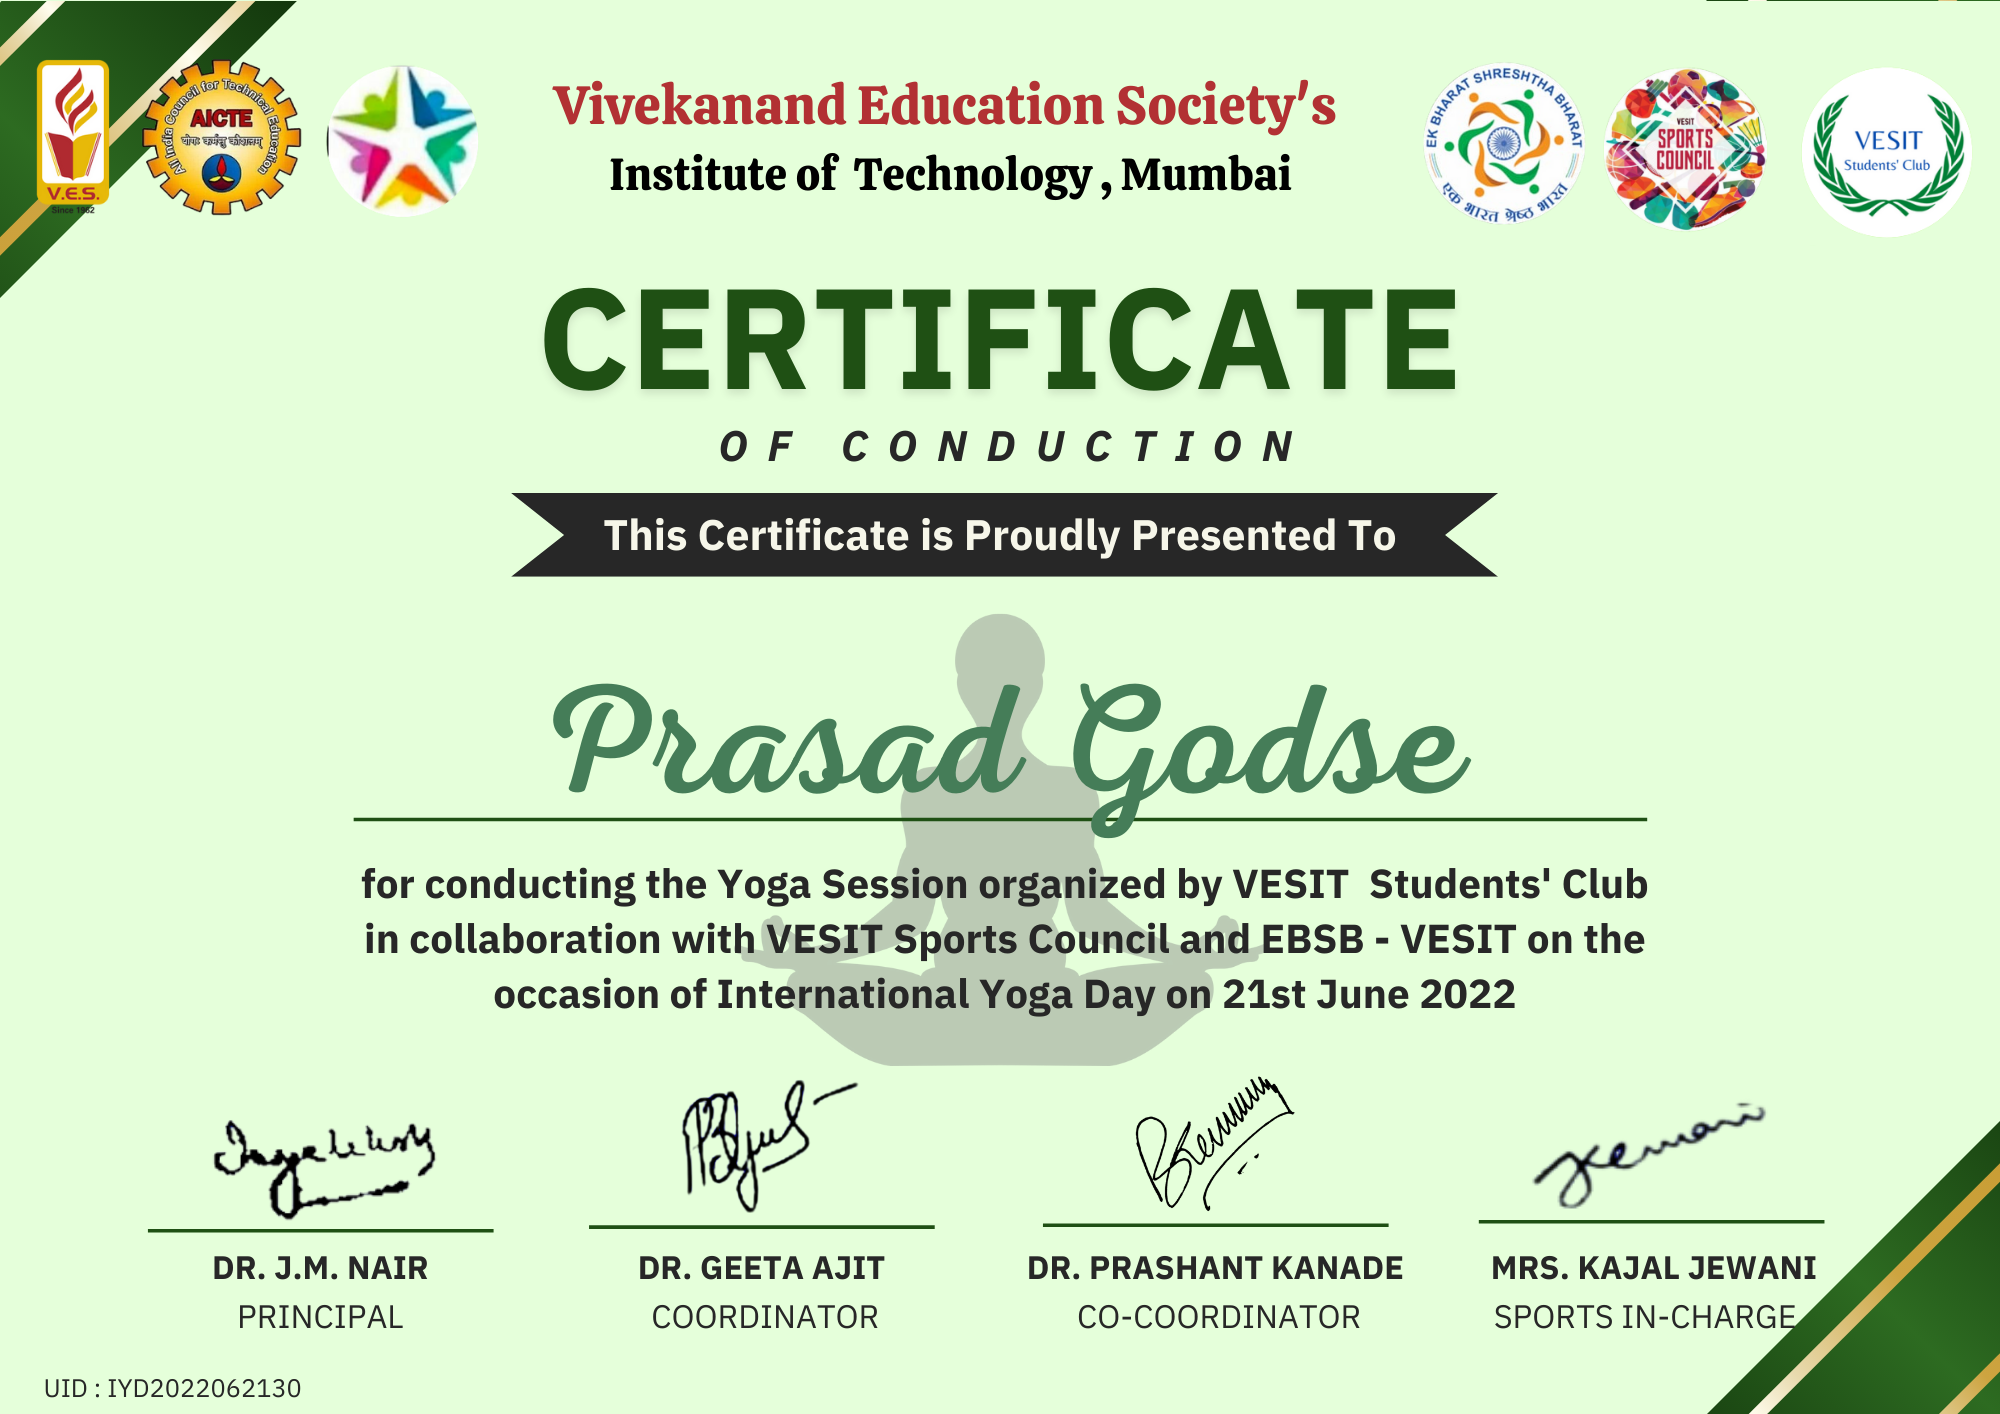 V.E.S.
Since 1962
All India Council for Technical Education
AICTE
योगः कर्मसु कौशलम्
Vivekanand Education Society's
Institute of Technology, Mumbai
EK BHARAT SHRESHTHA BHARAT
एक भारत श्रेष्ठ भारत
VESIT
SPORTS
COUNCIL
VESIT
Students' Club
CERTIFICATE
OF CONDUCTION
This Certificate is Proudly Presented To
Prasad Godse
for conducting the Yoga Session organized by VESIT Students' Club
in collaboration with VESIT Sports Council and EBSB - VESIT on the
occasion of International Yoga Day on 21st June 2022
DR. J.M. NAIR
PRINCIPAL
DR. GEETA AJIT
COORDINATOR
DR. PRASHANT KANADE
CO-COORDINATOR
MRS. KAJAL JEWANI
SPORTS IN-CHARGE
UID : IYD2022062130